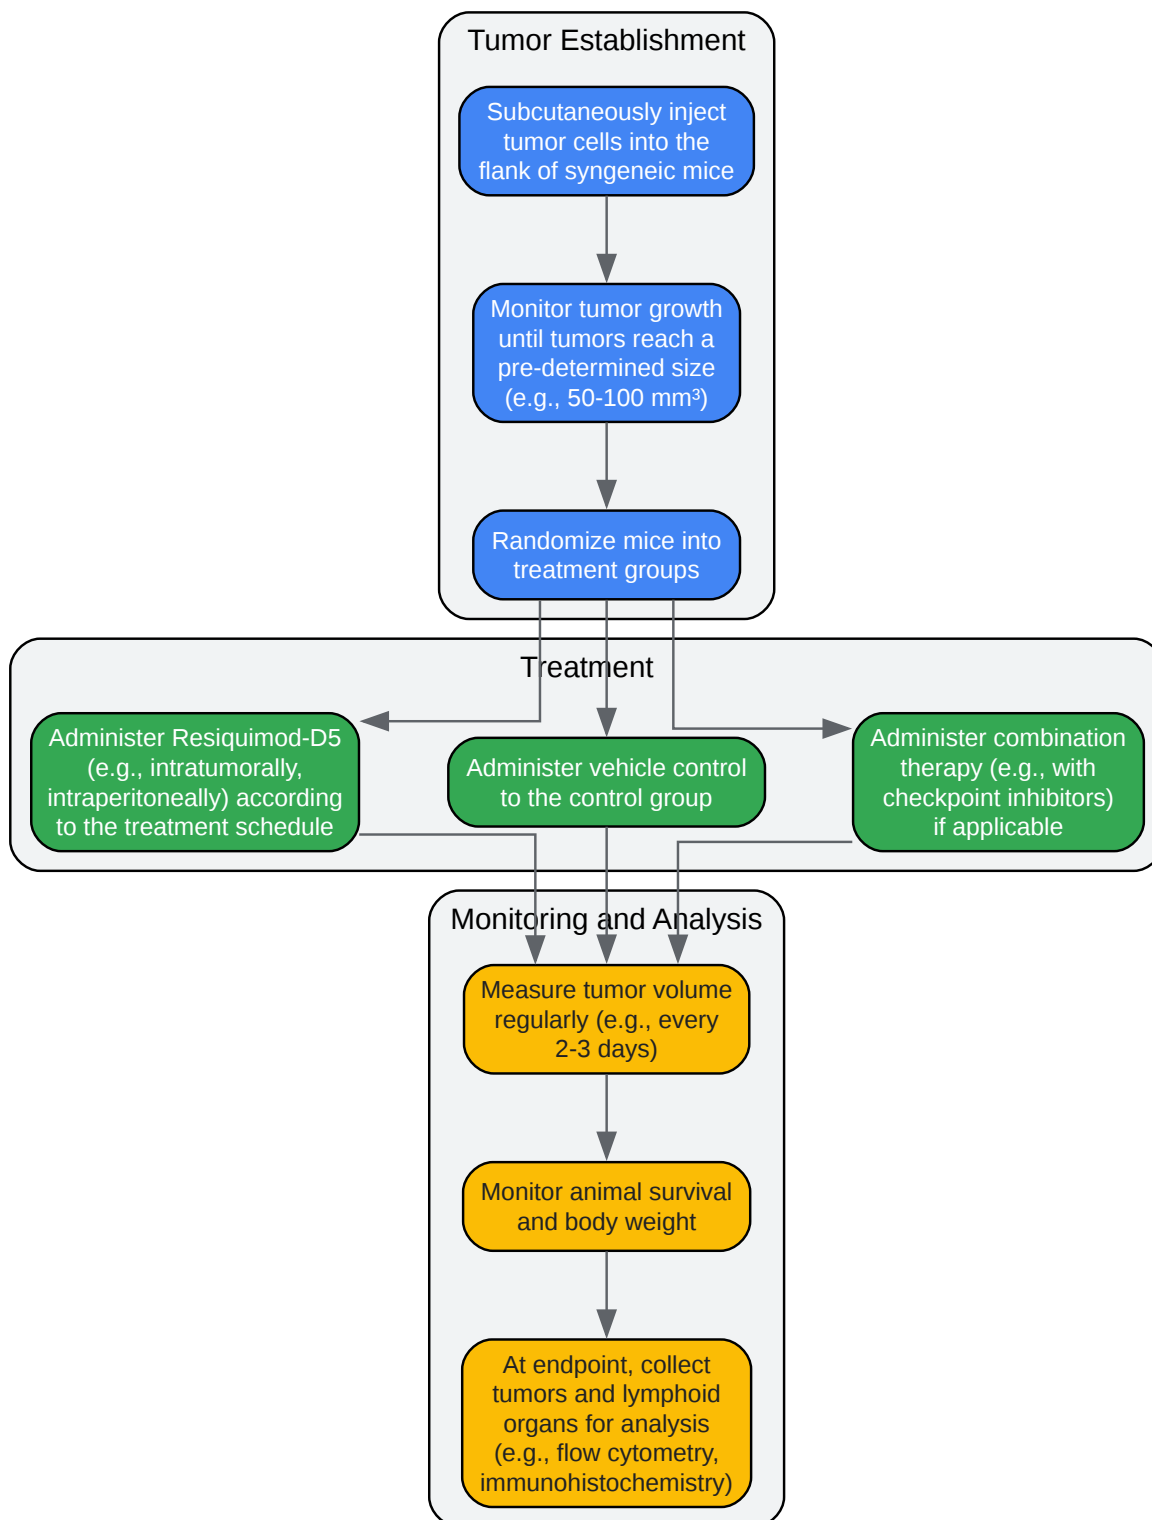 Tumor Establishment
Subcutaneously inject
tumor cells into the
flank of syngeneic mice
Monitor tumor growth
until tumors reach a
pre-determined size
(e.g., 50-100 mm³)
Randomize mice into
treatment groups
Treatment
Administer Resiquimod-D5
(e.g., intratumorally,
intraperitoneally) according
to the treatment schedule
Administer vehicle control
to the control group
Administer combination
therapy (e.g., with
checkpoint inhibitors)
if applicable
Monitoring and Analysis
Measure tumor volume
regularly (e.g., every
2-3 days)
Monitor animal survival
and body weight
At endpoint, collect
tumors and lymphoid
organs for analysis
(e.g., flow cytometry,
immunohistochemistry)